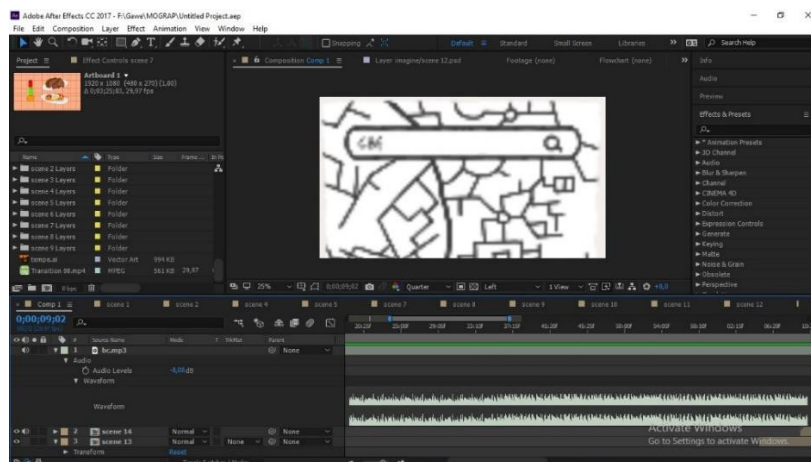 Adobe After Effects CC 2017 - F:\Gawe\MOGRAP\Untitled Project.aep
File Edit Composition Layer Effect Animation View Window Help
Snapping Default Standard Small Screen Libraries Search Help
Project Effect Controls scene 7 Composition Comp 1 Layer imagine/scene 12.psd Footage (none) Flowchart (none) Info
Artboard 1
1920 x 1080 (480 x 270) (1,00)
Δ 0;03;25;03, 29,97 fps
Audio
Preview
Effects & Presets
Name Type Size Frame ...
scene 2 Layers Folder
scene 3 Layers Folder
scene 4 Layers Folder
scene 5 Layers Folder
scene 6 Layers Folder
scene 7 Layers Folder
scene 8 Layers Folder
scene 9 Layers Folder
tempe.ai Vector Art 994 KB
Transition 08.mp4 MPEG 561 KB 29,97
* Animation Presets
3D Channel
Audio
Blur & Sharpen
Channel
CINEMA 4D
Color Correction
Distort
Expression Controls
Generate
Keying
Matte
Noise & Grain
Obsolete
Perspective
8 bpc 25% 0;00;09;02 Quarter Left 1 View +0,0
Comp 1 scene 1 scene 2 scene 4 scene 5 scene 7 scene 8 scene 9 scene 10 scene 11 scene 12
0;00;09;02
# Source Name Mode T TrkMat Parent
1 bc.mp3 None
Audio
Audio Levels -4,00 dB
Waveform
Waveform
2 scene 14 Normal None
3 scene 13 Normal None None
Transform Reset
Activate Windows
Go to Settings to activate Windows.